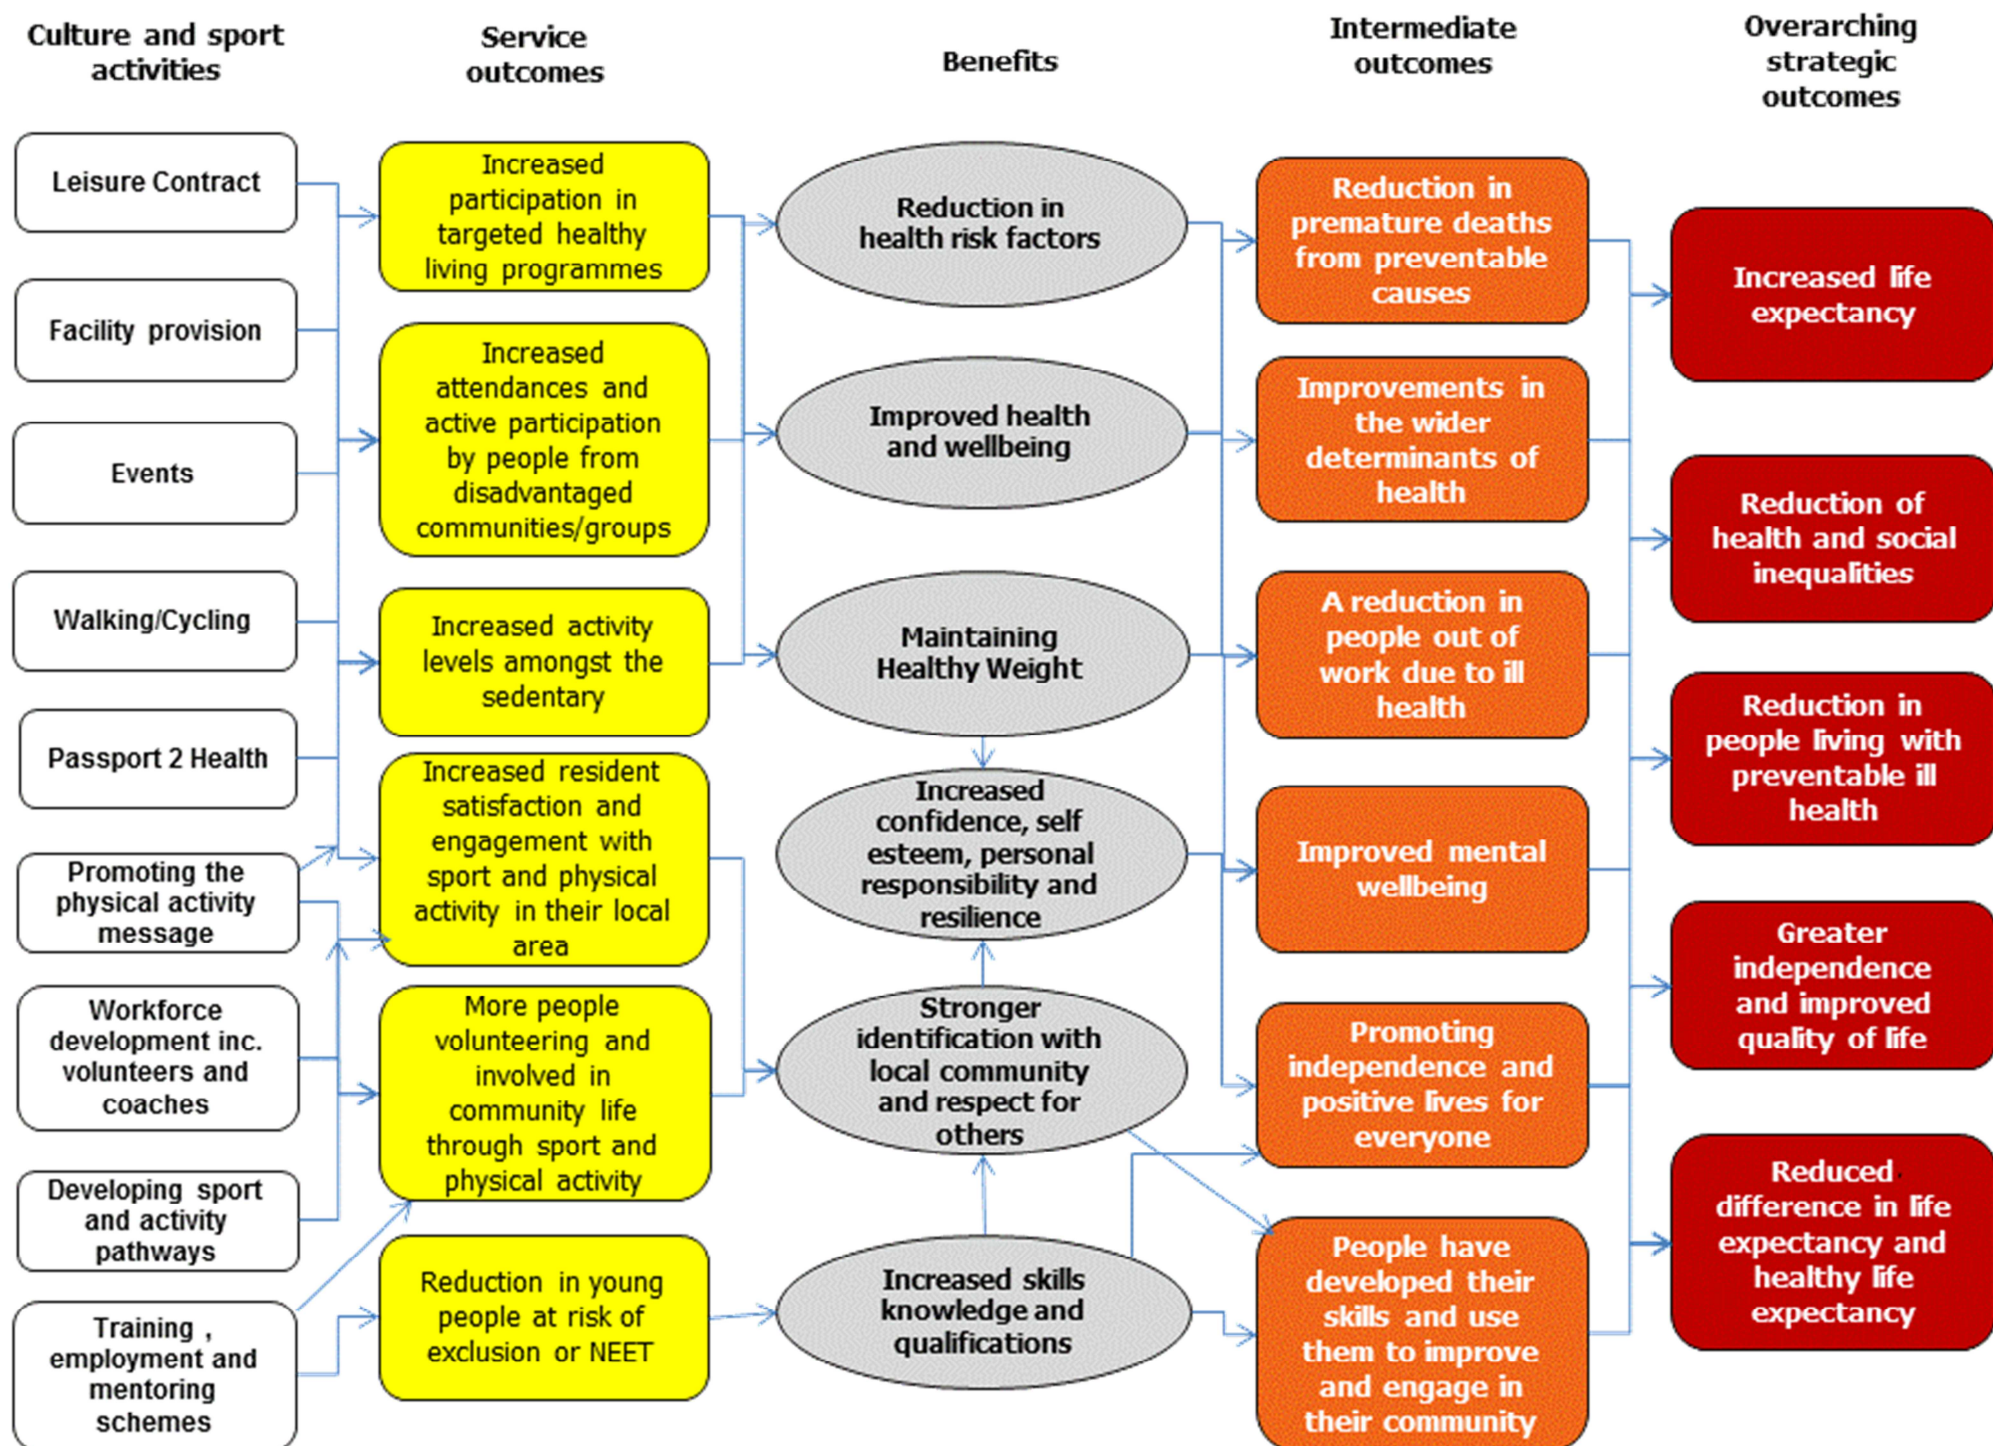 Culture and sport
activities
Service
outcomes
Benefits
Intermediate
outcomes
Overarching
strategic
outcomes
Leisure Contract
Facility provision
Events
Walking/Cycling
Passport 2 Health
Promoting the
physical activity
message
Workforce
development inc.
volunteers and
coaches
Developing sport
and activity
pathways
Training ,
employment and
mentoring
schemes
Increased
participation in
targeted healthy
living programmes
Increased
attendances and
active participation
by people from
disadvantaged
communities/groups
Increased activity
levels amongst the
sedentary
Increased resident
satisfaction and
engagement with
sport and physical
activity in their local
area
More people
volunteering and
involved in
community life
through sport and
physical activity
Reduction in young
people at risk of
exclusion or NEET
Reduction in
health risk factors
Improved health
and wellbeing
Maintaining
Healthy Weight
Increased
confidence, self
esteem, personal
responsibility and
resilience
Stronger
identification with
local community
and respect for
others
Increased skills
knowledge and
qualifications
Reduction in
premature deaths
from preventable
causes
Improvements in
the wider
determinants of
health
A reduction in
people out of
work due to ill
health
Improved mental
wellbeing
Promoting
independence and
positive lives for
everyone
People have
developed their
skills and use
them to improve
and engage in
their community
Increased life
expectancy
Reduction of
health and social
inequalities
Reduction in
people living with
preventable ill
health
Greater
independence
and improved
quality of life
Reduced
difference in life
expectancy and
healthy life
expectancy